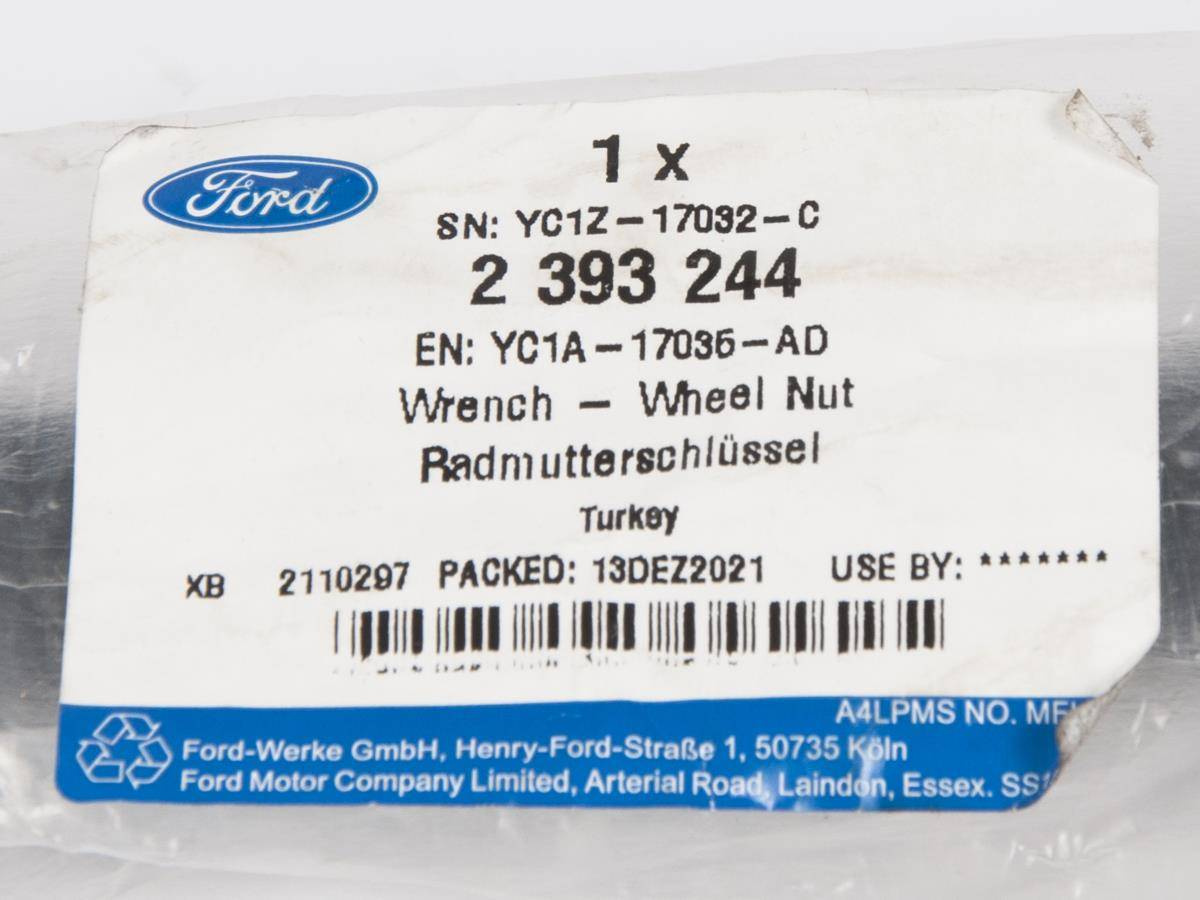 Ford
1 x
SN: YC1Z-17032-C
2 393 244
EN: YC1A-17035-AD
Wrench - Wheel Nut
Radmutterschlüssel
Turkey
XB 2110297 PACKED: 13DEZ2021 USE BY: *******
A4LPMS NO.
Ford-Werke GmbH, Henry-Ford-Straße 1, 50735 Köln
Ford Motor Company Limited, Arterial Road, Laindon, Essex.